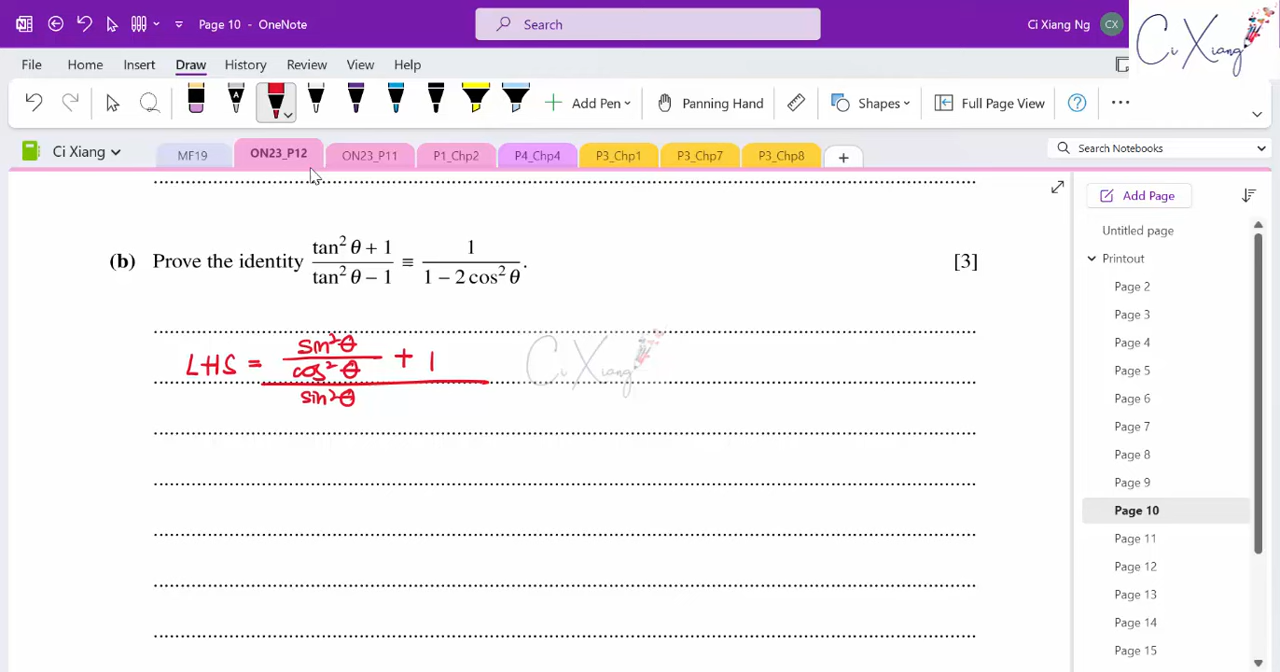 Page 10 - OneNote
Search
Ci Xiang Ng
CX
Ci Xiang
File Home Insert Draw History Review View Help
Add Pen
Panning Hand
Shapes
Full Page View
Ci Xiang
MF19
ON23_P12
ON23_P11
P1_Chp2
P4_Chp4
P3_Chp1
P3_Chp7
P3_Chp8
Search Notebooks
Add Page
Untitled page
Printout
Page 2
Page 3
Page 4
Page 5
Page 6
Page 7
Page 8
Page 9
Page 10
Page 11
Page 12
Page 13
Page 14
Page 15
(b) Prove the identity (tan² θ + 1)/(tan² θ − 1) ≡ 1/(1 − 2 cos² θ). [3]
LHS = sin²θ/cos²θ + 1
sin²θ
Ci Xiang